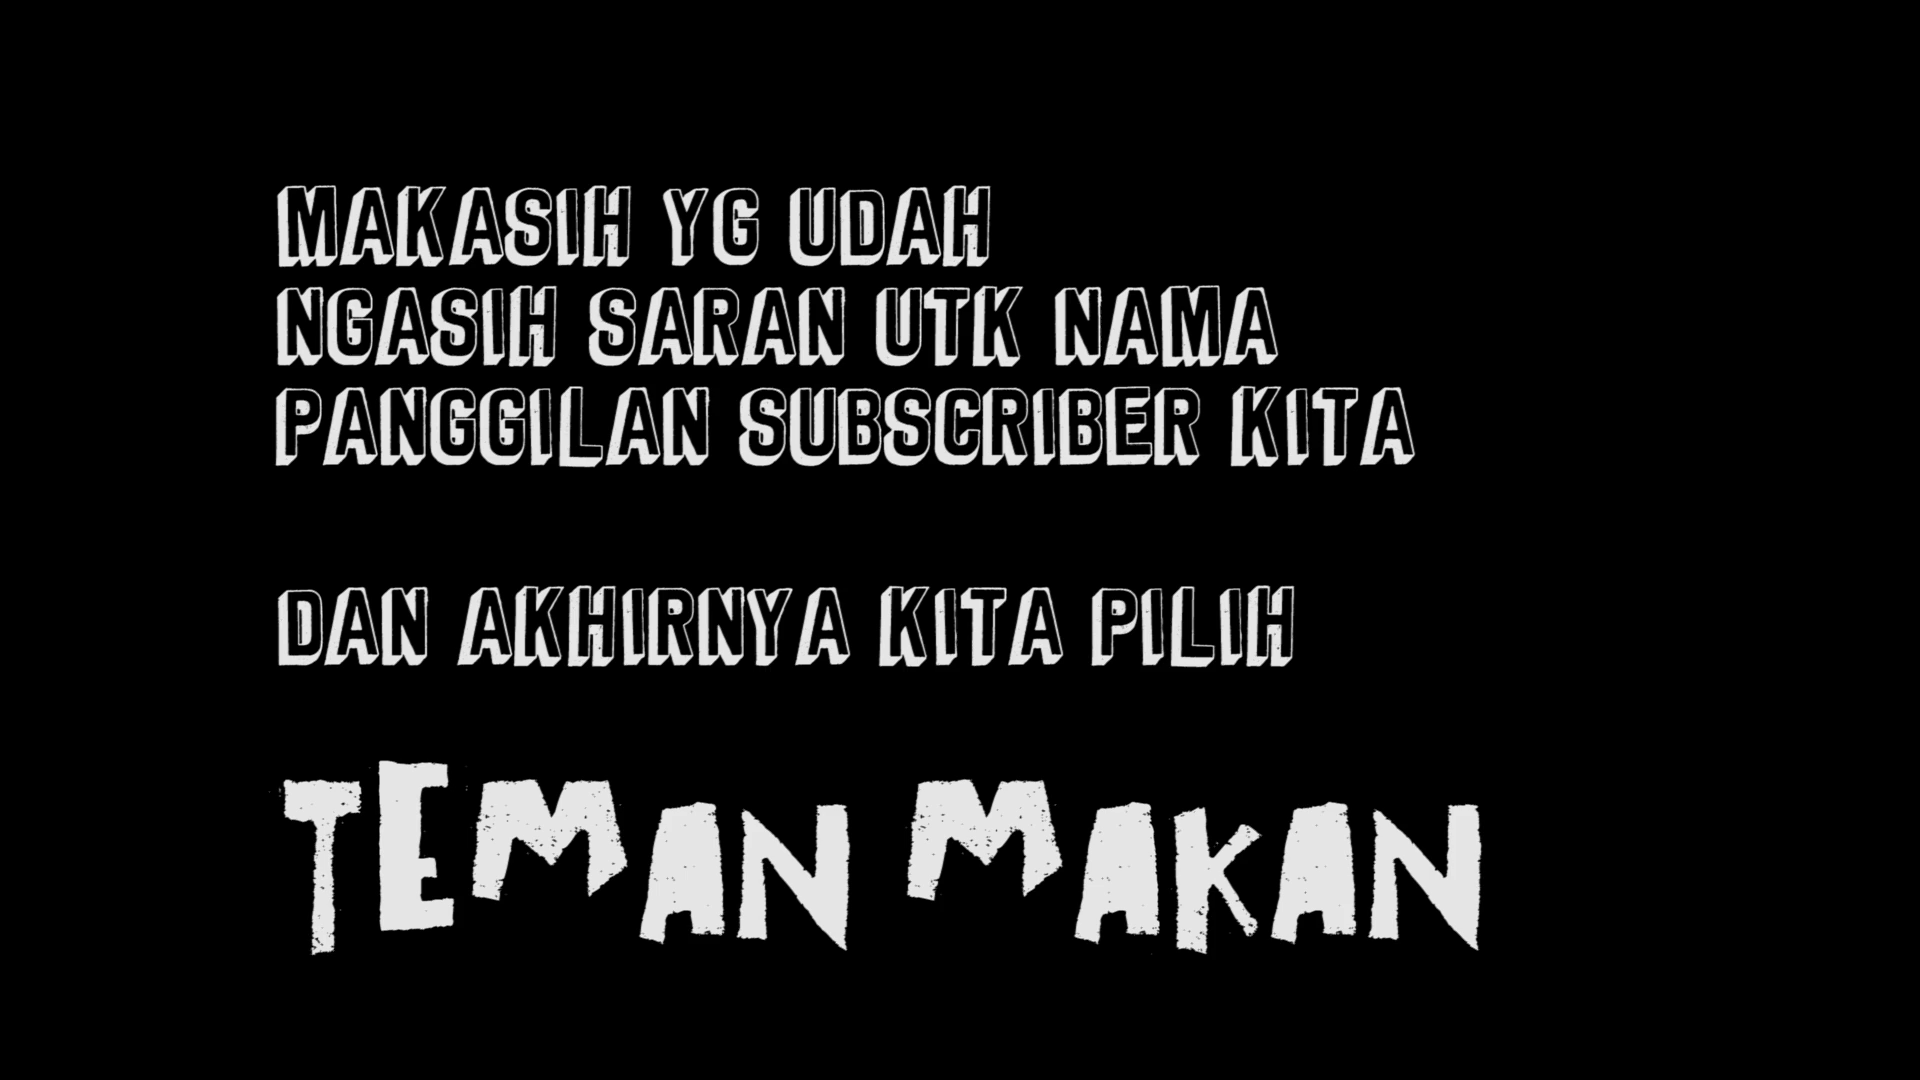 MAKASIH YG UDAH
NGASIH SARAN UTK NAMA
PANGGILAN SUBSCRIBER KITA
DAN AKHIRNYA KITA PILIH
TEMAN MAKAN